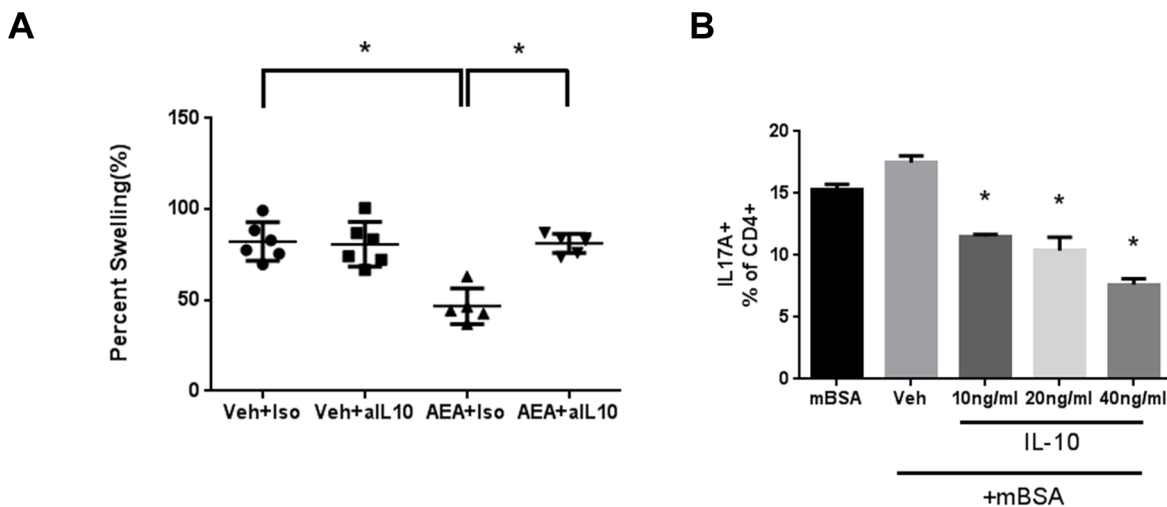 A
B
*
*
150
100
50
0
Percent Swelling(%)
Veh+Iso
Veh+aIL10
AEA+Iso
AEA+aIL10
20
15
10
5
0
IL17A+
% of CD4+
*
*
*
mBSA
Veh
10ng/ml
20ng/ml
40ng/ml
IL-10
+mBSA